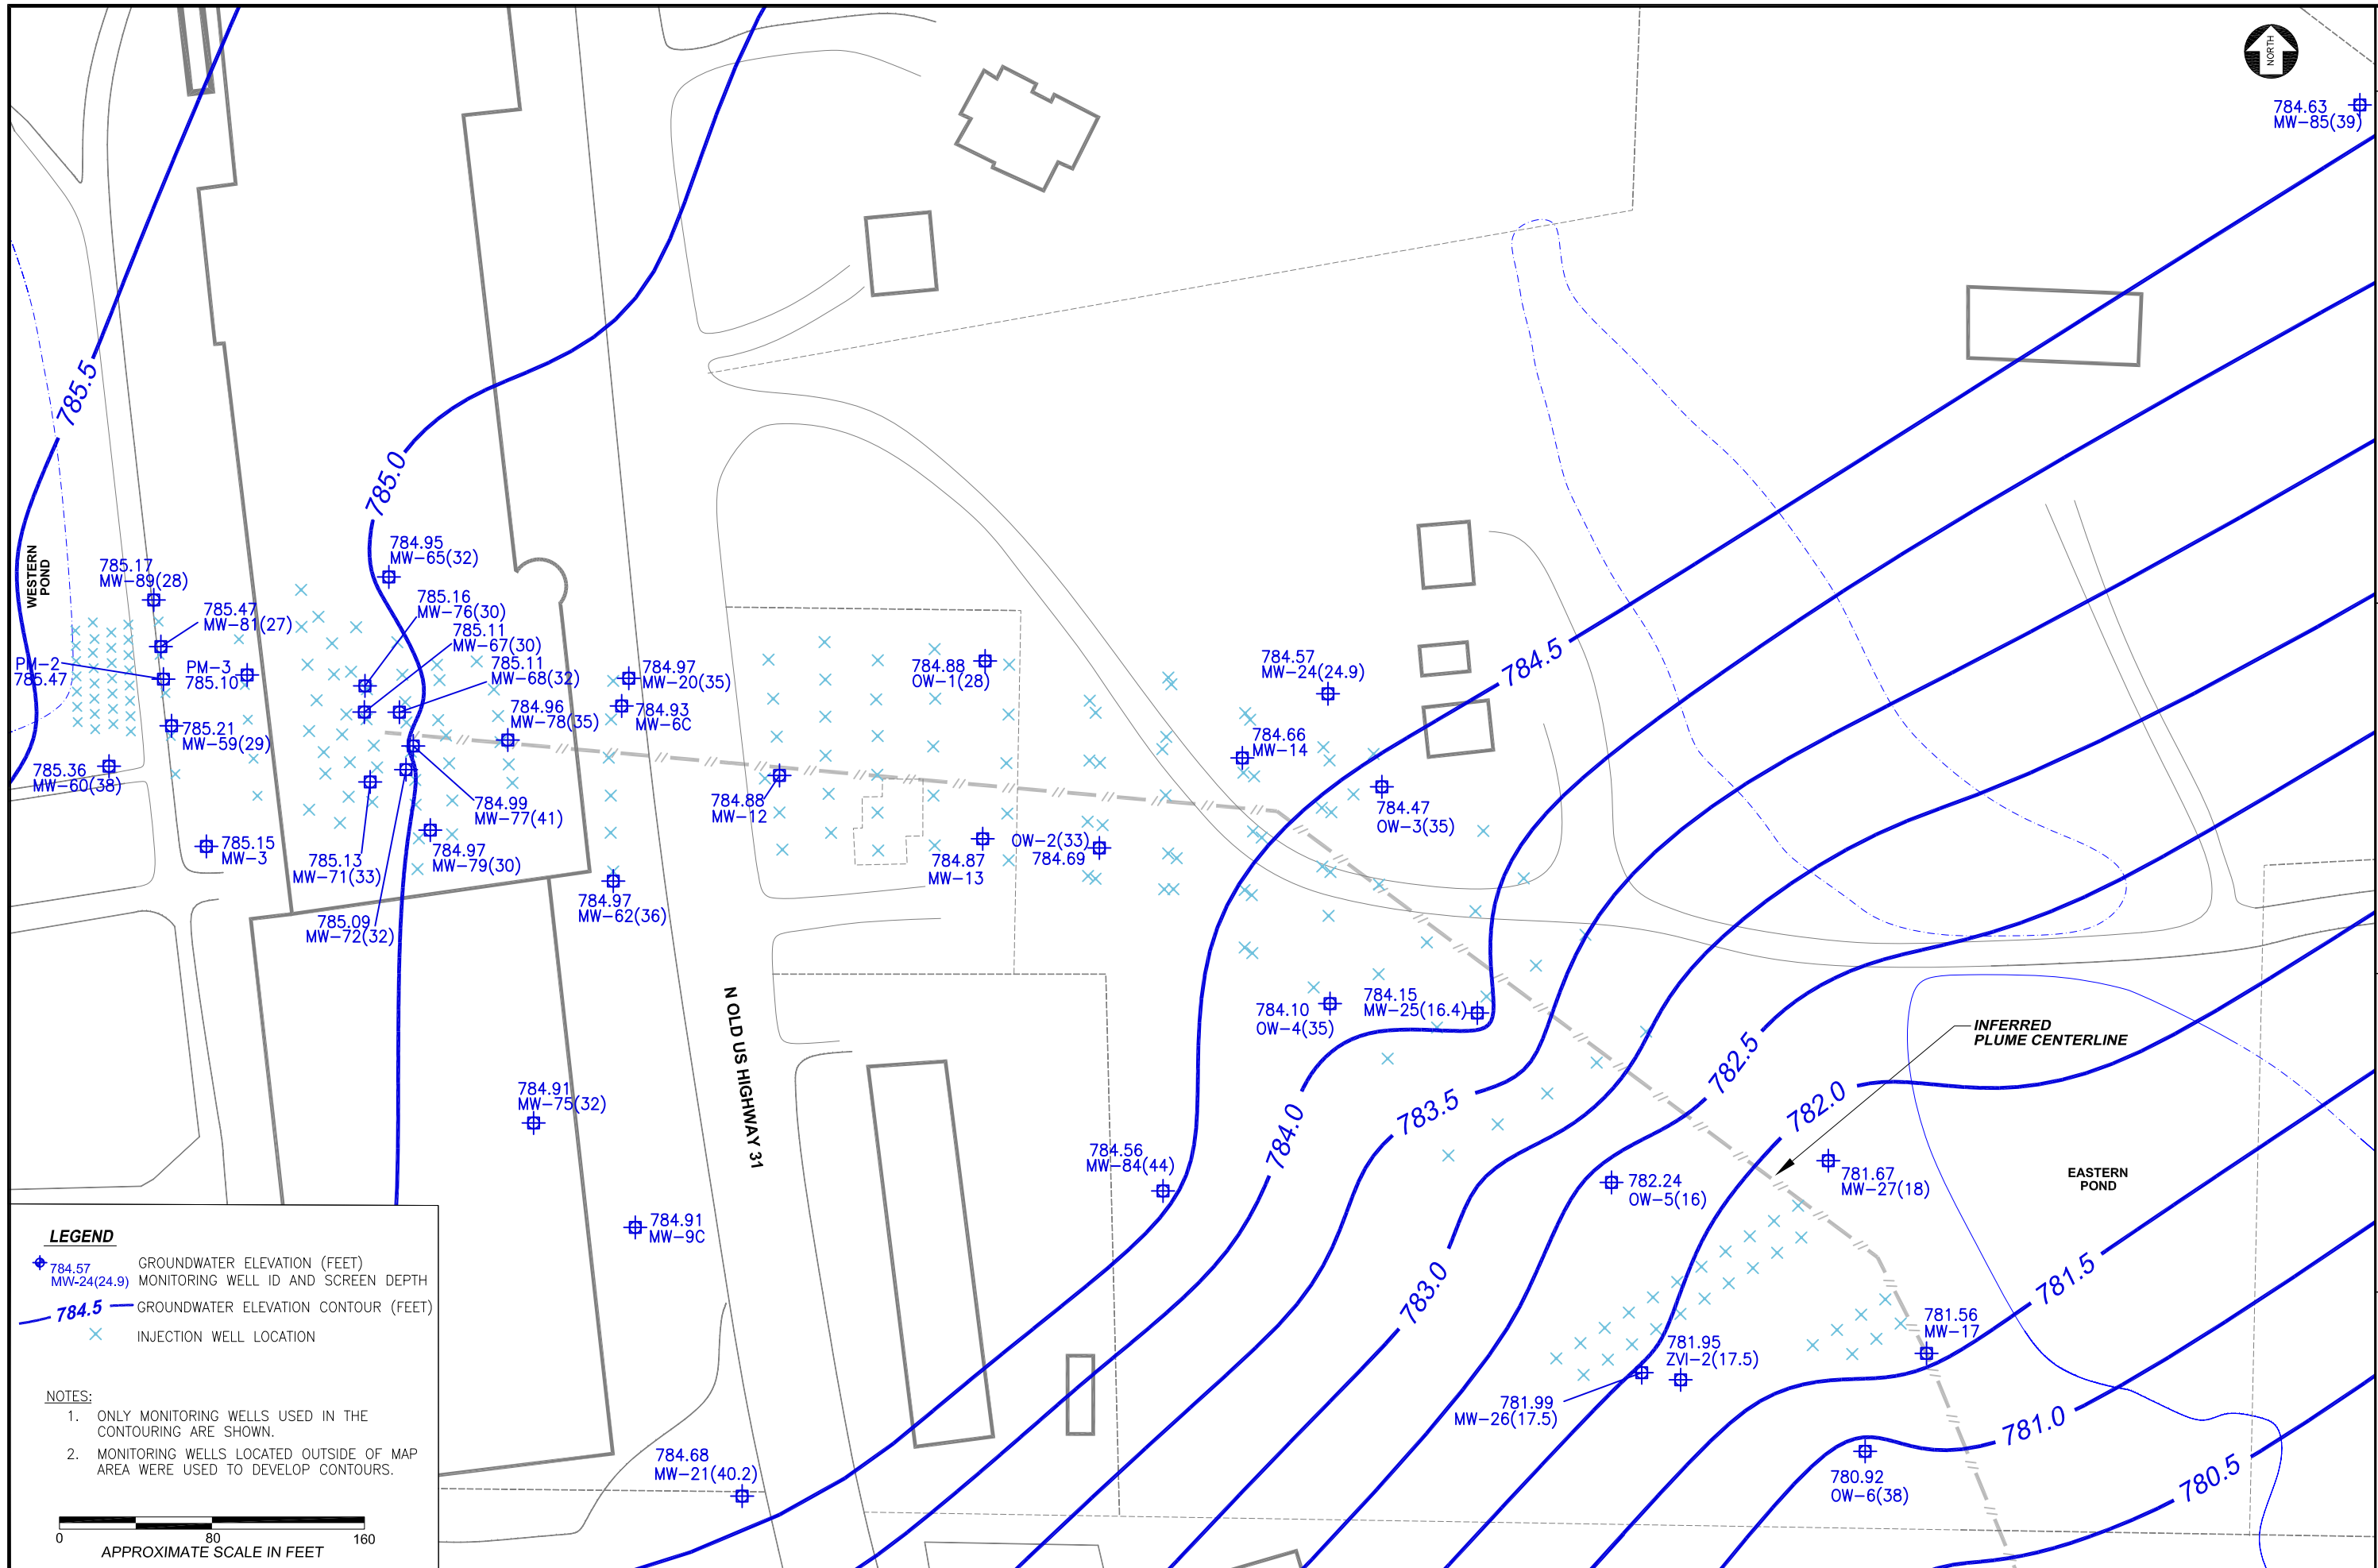 NORTH
784.63
MW-85(39)
785.5
785.0
WESTERN
POND
784.95
MW-65(32)
785.17
MW-89(28)
785.16
MW-76(30)
785.47
MW-81(27)
785.11
MW-67(30)
PM-2
785.47
PM-3
785.10
785.11
MW-68(32)
784.97
MW-20(35)
784.96
MW-78(35)
784.93
MW-6C
785.21
MW-59(29)
785.36
MW-60(38)
784.88
OW-1(28)
784.57
MW-24(24.9)
784.5
784.66
MW-14
784.47
OW-3(35)
784.99
MW-77(41)
784.88
MW-12
785.15
MW-3
785.13
MW-71(33)
784.97
MW-79(30)
784.87
MW-13
OW-2(33)
784.69
785.09
MW-72(32)
784.97
MW-62(36)
N OLD US HIGHWAY 31
784.10
OW-4(35)
784.15
MW-25(16.4)
INFERRED
PLUME CENTERLINE
784.91
MW-75(32)
784.0
783.5
782.5
782.0
784.56
MW-84(44)
782.24
OW-5(16)
781.67
MW-27(18)
EASTERN
POND
784.91
MW-9C
783.0
781.5
781.56
MW-17
781.95
ZVI-2(17.5)
781.99
MW-26(17.5)
781.0
784.68
MW-21(40.2)
780.92
OW-6(38)
780.5
LEGEND
784.57
MW-24(24.9)
GROUNDWATER ELEVATION (FEET)
MONITORING WELL ID AND SCREEN DEPTH
784.5 GROUNDWATER ELEVATION CONTOUR (FEET)
INJECTION WELL LOCATION
NOTES:
1. ONLY MONITORING WELLS USED IN THE
CONTOURING ARE SHOWN.
2. MONITORING WELLS LOCATED OUTSIDE OF MAP
AREA WERE USED TO DEVELOP CONTOURS.
0 80 160
APPROXIMATE SCALE IN FEET